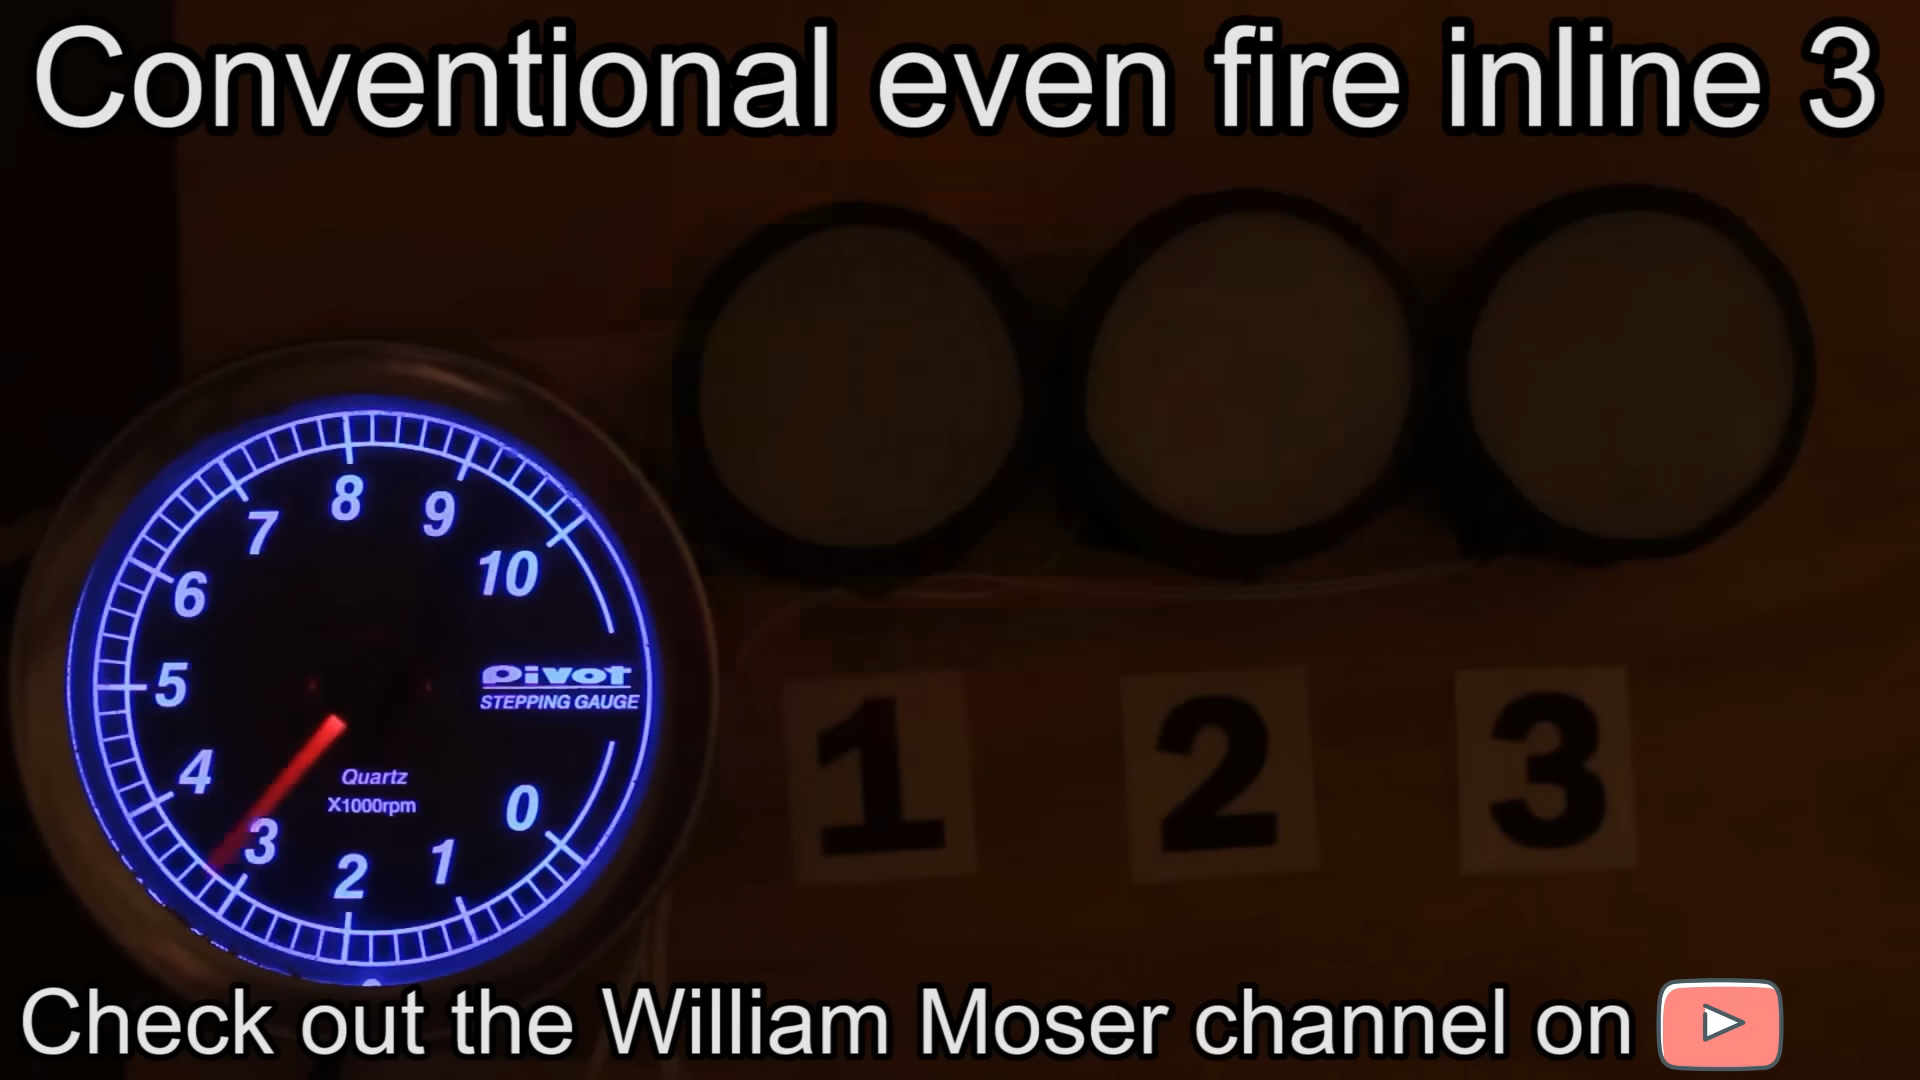 Conventional even fire inline 3
8
7
9
10
6
5
Pivot
STEPPING GAUGE
4
Quartz
X1000rpm
0
3
2
1
1 2 3
Check out the William Moser channel on